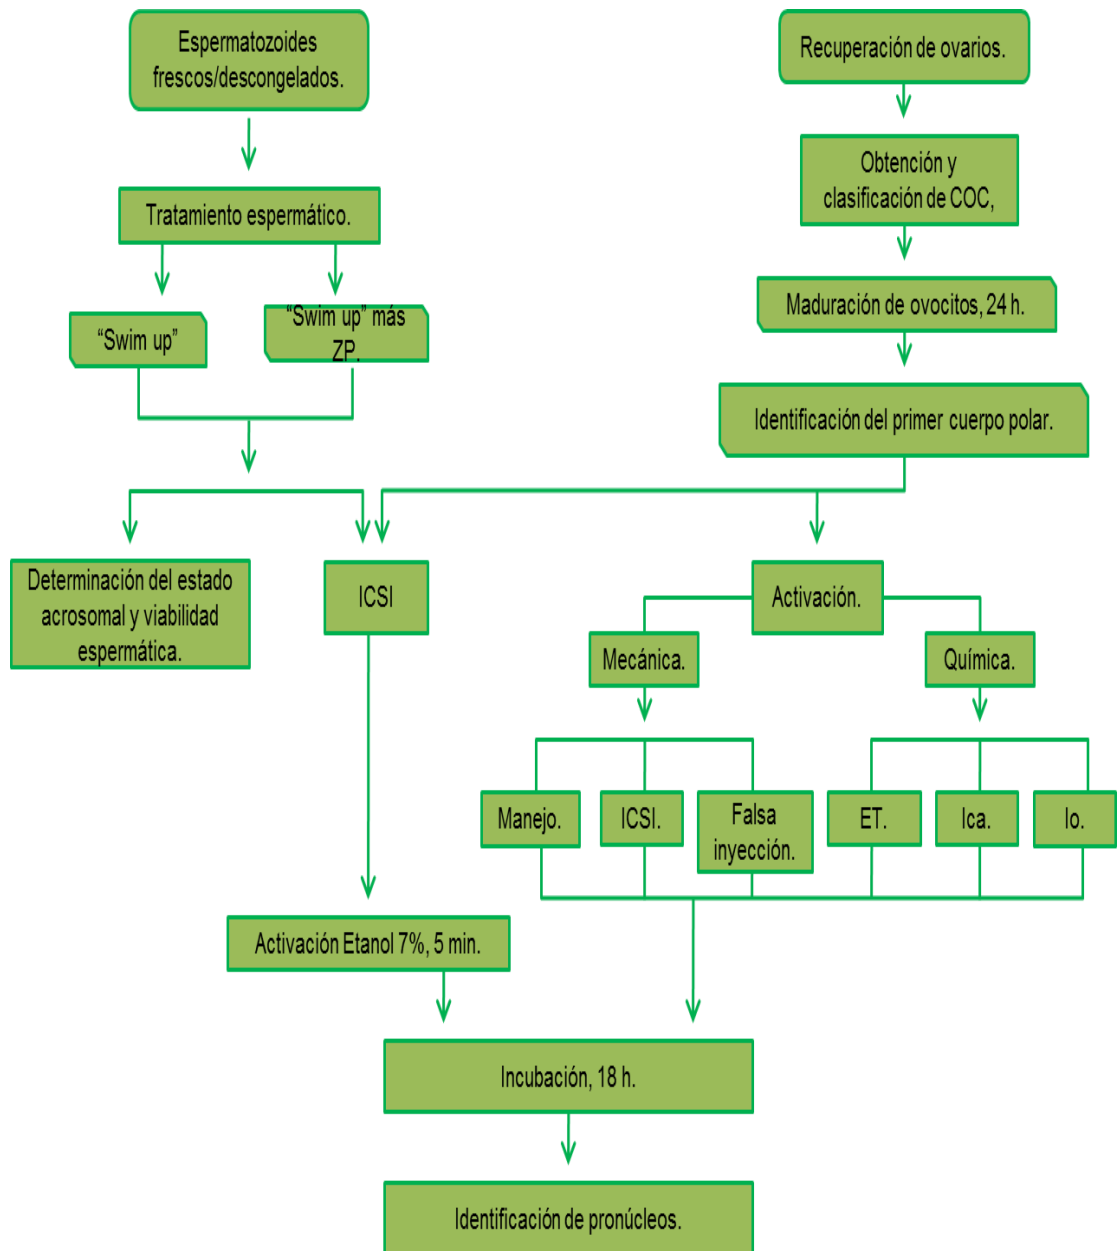 Espermatozoides
frescos/descongelados.
Recuperación de ovarios.
Tratamiento espermático.
Obtención y
clasificación de COC,
"Swim up"
"Swim up" más
ZP.
Maduración de ovocitos, 24 h.
Identificación del primer cuerpo polar.
Determinación del estado
acrosomal y viabilidad
espermática.
ICSI
Activación.
Mecánica.
Química.
Manejo.
ICSI.
Falsa
inyección.
ET.
Ica.
Io.
Activación Etanol 7%, 5 min.
Incubación, 18 h.
Identificación de pronúcleos.